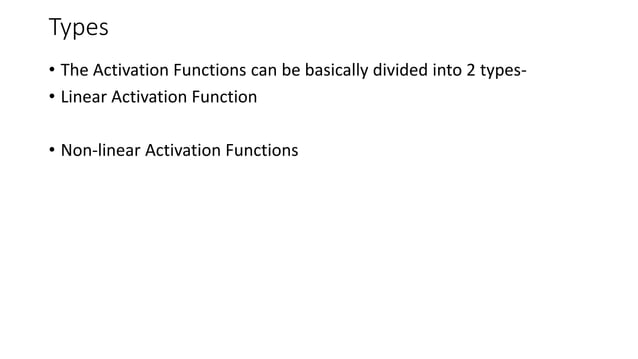 Types
• The Activation Functions can be basically divided into 2 types-
• Linear Activation Function
• Non-linear Activation Functions